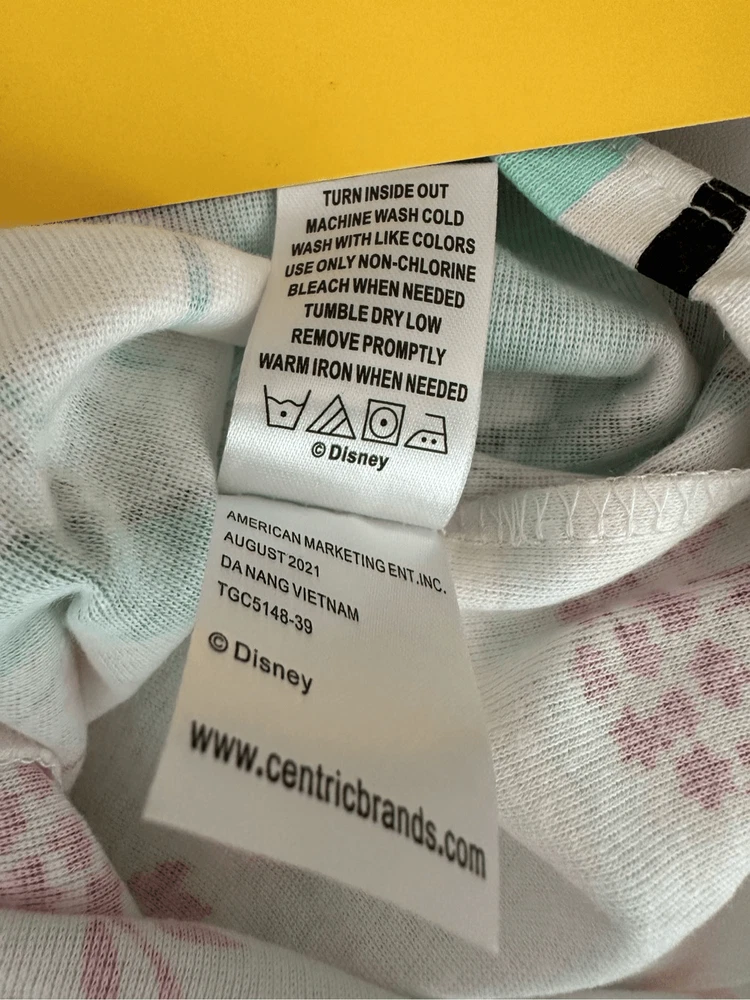 TURN INSIDE OUT
MACHINE WASH COLD
WASH WITH LIKE COLORS
USE ONLY NON-CHLORINE
BLEACH WHEN NEEDED
TUMBLE DRY LOW
REMOVE PROMPTLY
WARM IRON WHEN NEEDED
© Disney
AMERICAN MARKETING ENT.INC.
AUGUST 2021
DA NANG VIETNAM
TGC5148-39
© Disney
www.centricbrands.com